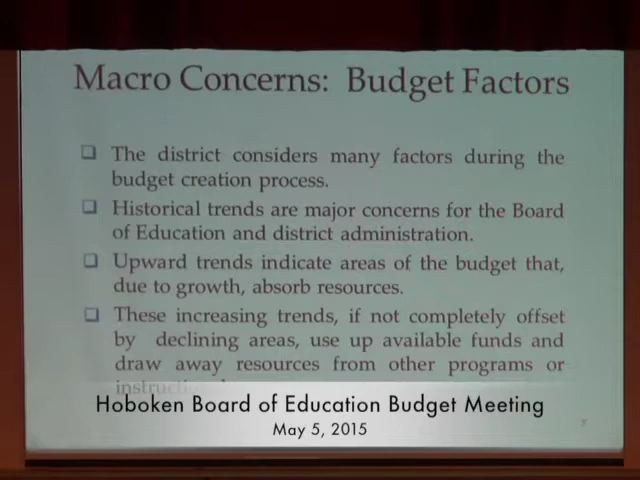 Macro Concerns: Budget Factors
❑ The district considers many factors during the
budget creation process.
❑ Historical trends are major concerns for the Board
of Education and district administration.
❑ Upward trends indicate areas of the budget that,
due to growth, absorb resources.
❑ These increasing trends, if not completely offset
by declining areas, use up available funds and
draw away resources from other programs or
Hoboken Board of Education Budget Meeting
May 5, 2015